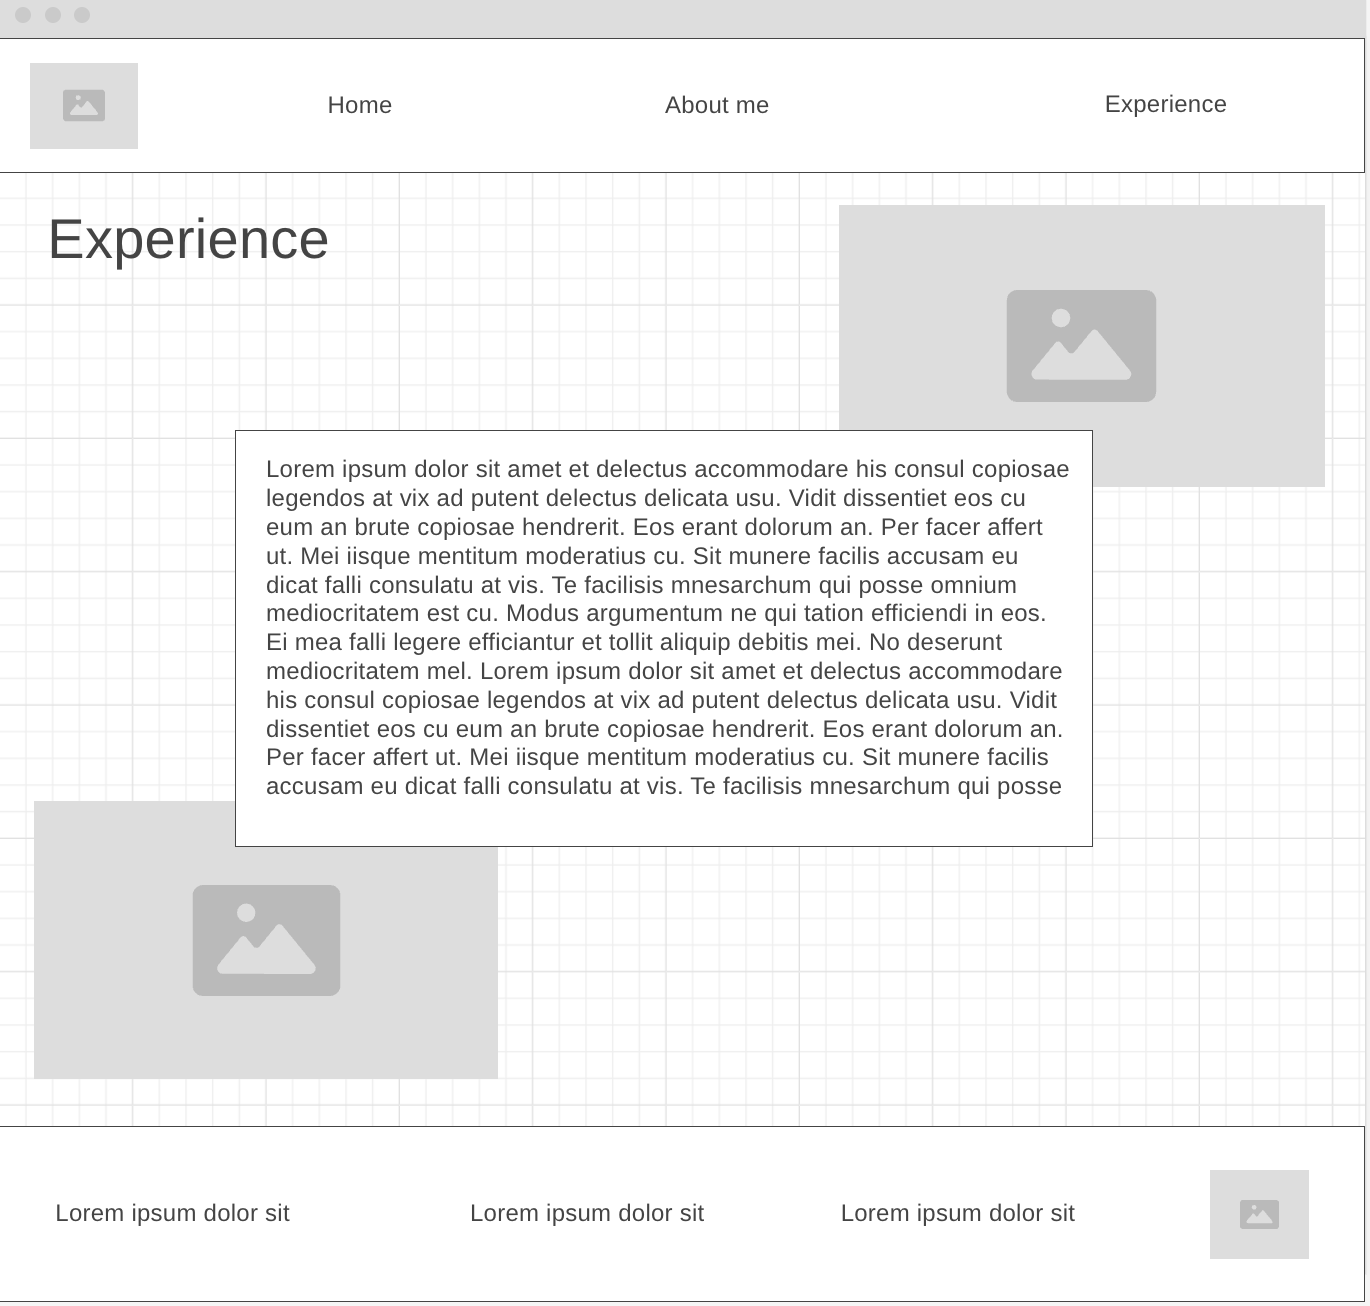 Home
About me
Experience
Experience
Lorem ipsum dolor sit amet et delectus accommodare his consul copiosae
legendos at vix ad putent delectus delicata usu. Vidit dissentiet eos cu
eum an brute copiosae hendrerit. Eos erant dolorum an. Per facer affert
ut. Mei iisque mentitum moderatius cu. Sit munere facilis accusam eu
dicat falli consulatu at vis. Te facilisis mnesarchum qui posse omnium
mediocritatem est cu. Modus argumentum ne qui tation efficiendi in eos.
Ei mea falli legere efficiantur et tollit aliquip debitis mei. No deserunt
mediocritatem mel. Lorem ipsum dolor sit amet et delectus accommodare
his consul copiosae legendos at vix ad putent delectus delicata usu. Vidit
dissentiet eos cu eum an brute copiosae hendrerit. Eos erant dolorum an.
Per facer affert ut. Mei iisque mentitum moderatius cu. Sit munere facilis
accusam eu dicat falli consulatu at vis. Te facilisis mnesarchum qui posse
Lorem ipsum dolor sit
Lorem ipsum dolor sit
Lorem ipsum dolor sit